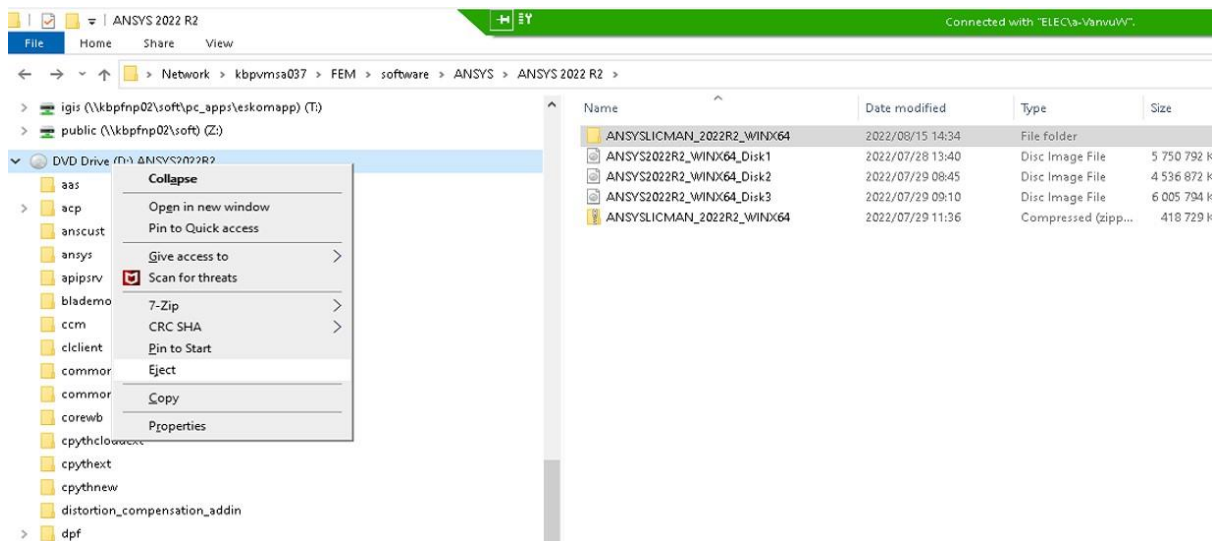 ANSYS 2022 R2
Connected with "ELEC\a-VanvuW".
File Home Share View
Network > kbpvmsa037 > FEM > software > ANSYS > ANSYS 2022 R2 >
igis (\\kbpfnp02\soft\pc_apps\eskomapp) (T:)
public (\\kbpfnp02\soft) (Z:)
DVD Drive (D:) ANSYS2022R2
aas
acp
anscust
ansys
apipsrv
blademo
ccm
clclient
common
common
corewb
cpythcloudext
cpythext
cpythnew
distortion_compensation_addin
dpf
Collapse
Open in new window
Pin to Quick access
Give access to
Scan for threats
7-Zip
CRC SHA
Pin to Start
Eject
Copy
Properties
Name Date modified Type Size
ANSYSLICMAN_2022R2_WINX64 2022/08/15 14:34 File folder
ANSYS2022R2_WINX64_Disk1 2022/07/28 13:40 Disc Image File 5 750 792 K
ANSYS2022R2_WINX64_Disk2 2022/07/29 08:45 Disc Image File 4 536 872 K
ANSYS2022R2_WINX64_Disk3 2022/07/29 09:10 Disc Image File 6 005 794 K
ANSYSLICMAN_2022R2_WINX64 2022/07/29 11:36 Compressed (zipp... 418 729 K